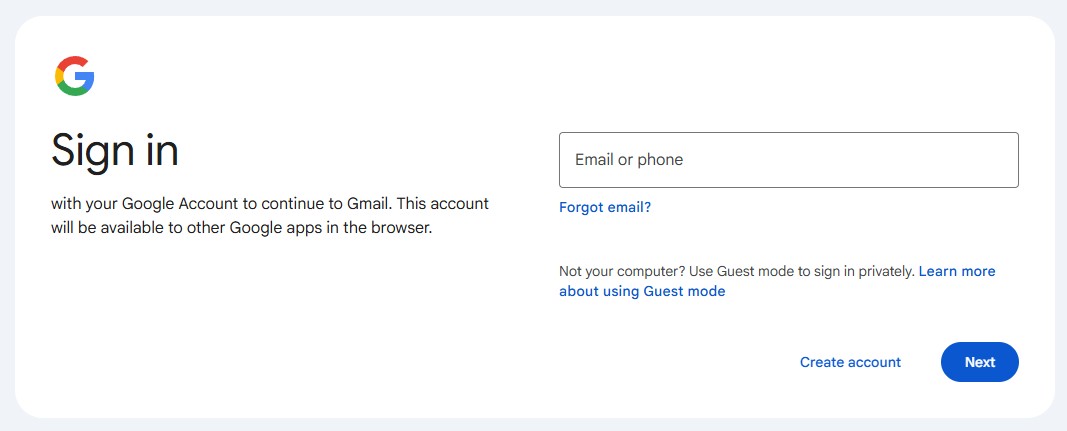 Sign in
with your Google Account to continue to Gmail. This account
will be available to other Google apps in the browser.
Email or phone
Forgot email?
Not your computer? Use Guest mode to sign in privately. Learn more
about using Guest mode
Create account
Next